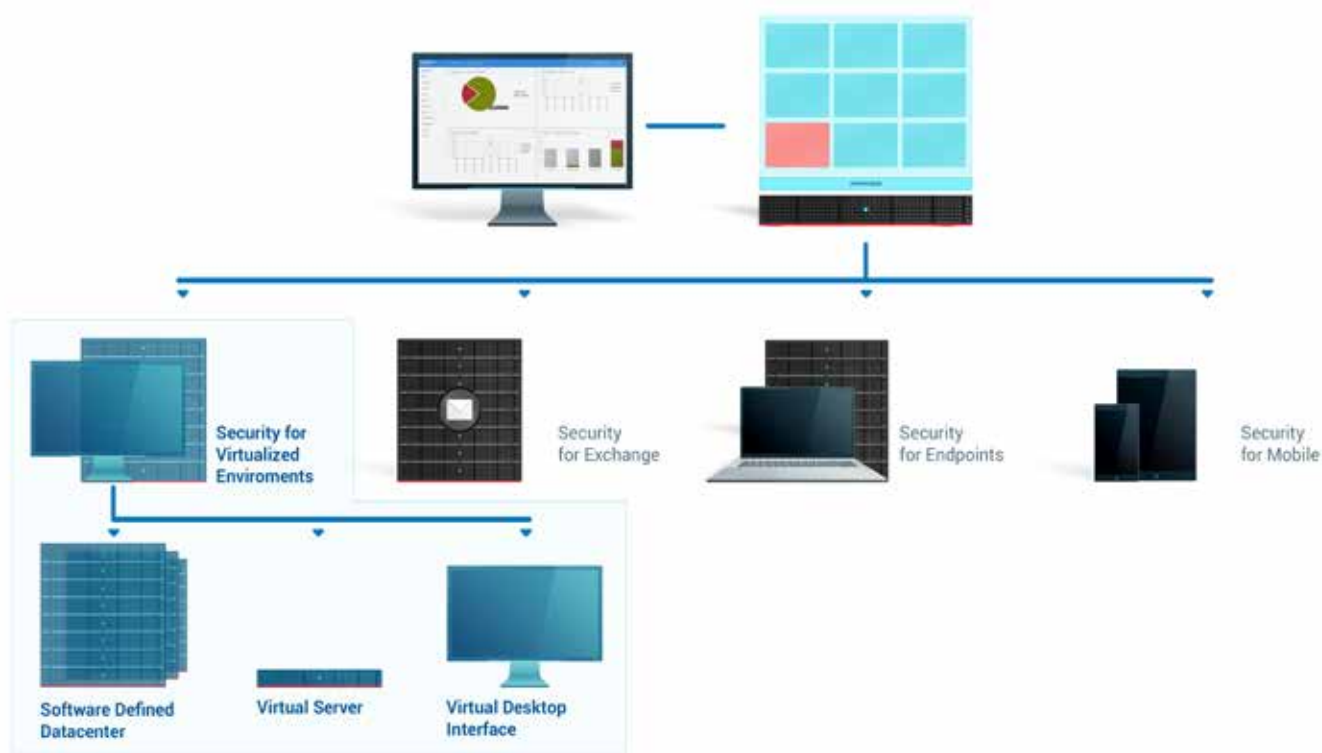 Security for
Virtualized
Enviroments
Security
for Exchange
Security
for Endpoints
Security
for Mobile
Software Defined
Datacenter
Virtual Server
Virtual Desktop
Interface